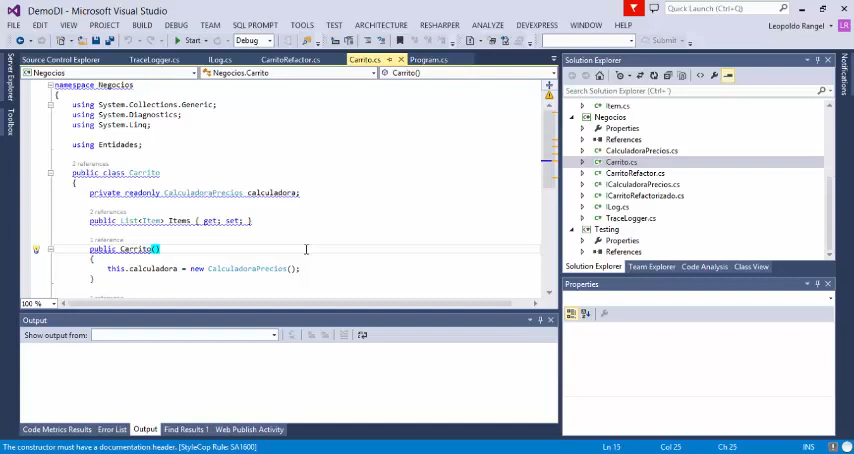 DemoDI - Microsoft Visual Studio
Quick Launch (Ctrl+Q)
FILE EDIT VIEW PROJECT BUILD DEBUG TEAM SQL PROMPT TOOLS TEST ARCHITECTURE RESHARPER ANALYZE DEVEXPRESS WINDOW HELP
Leopoldo Rangel
LR
Start
Debug
Submit
Server Explorer
Toolbox
Notifications
Source Control Explorer TraceLogger.cs ILog.cs CarritoRefactor.cs Carrito.cs Program.cs
Negocios Negocios.Carrito Carrito()
namespace Negocios
{
using System.Collections.Generic;
using System.Diagnostics;
using System.Linq;
using Entidades;
2 references
public class Carrito
{
private readonly CalculadoraPrecios calculadora;
2 references
public List<Item> Items { get; set; }
1 reference
public Carrito()
{
this.calculadora = new CalculadoraPrecios();
}
100 %
Solution Explorer
Search Solution Explorer (Ctrl+´)
Item.cs
Negocios
Properties
References
CalculadoraPrecios.cs
Carrito.cs
CarritoRefactor.cs
ICalculadoraPrecios.cs
ICarritoRefactorizado.cs
ILog.cs
TraceLogger.cs
Testing
Properties
References
Solution Explorer Team Explorer Code Analysis Class View
Properties
Output
Show output from:
Code Metrics Results Error List Output Find Results 1 Web Publish Activity
The constructor must have a documentation header. [StyleCop Rule: SA1600]
Ln 15 Col 25 Ch 25 INS